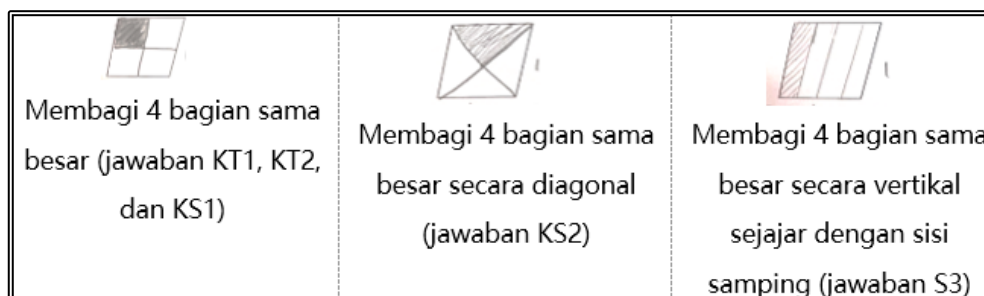 Membagi 4 bagian sama
besar (jawaban KT1, KT2,
dan KS1)
Membagi 4 bagian sama
besar secara diagonal
(jawaban KS2)
Membagi 4 bagian sama
besar secara vertikal
sejajar dengan sisi
samping (jawaban S3)